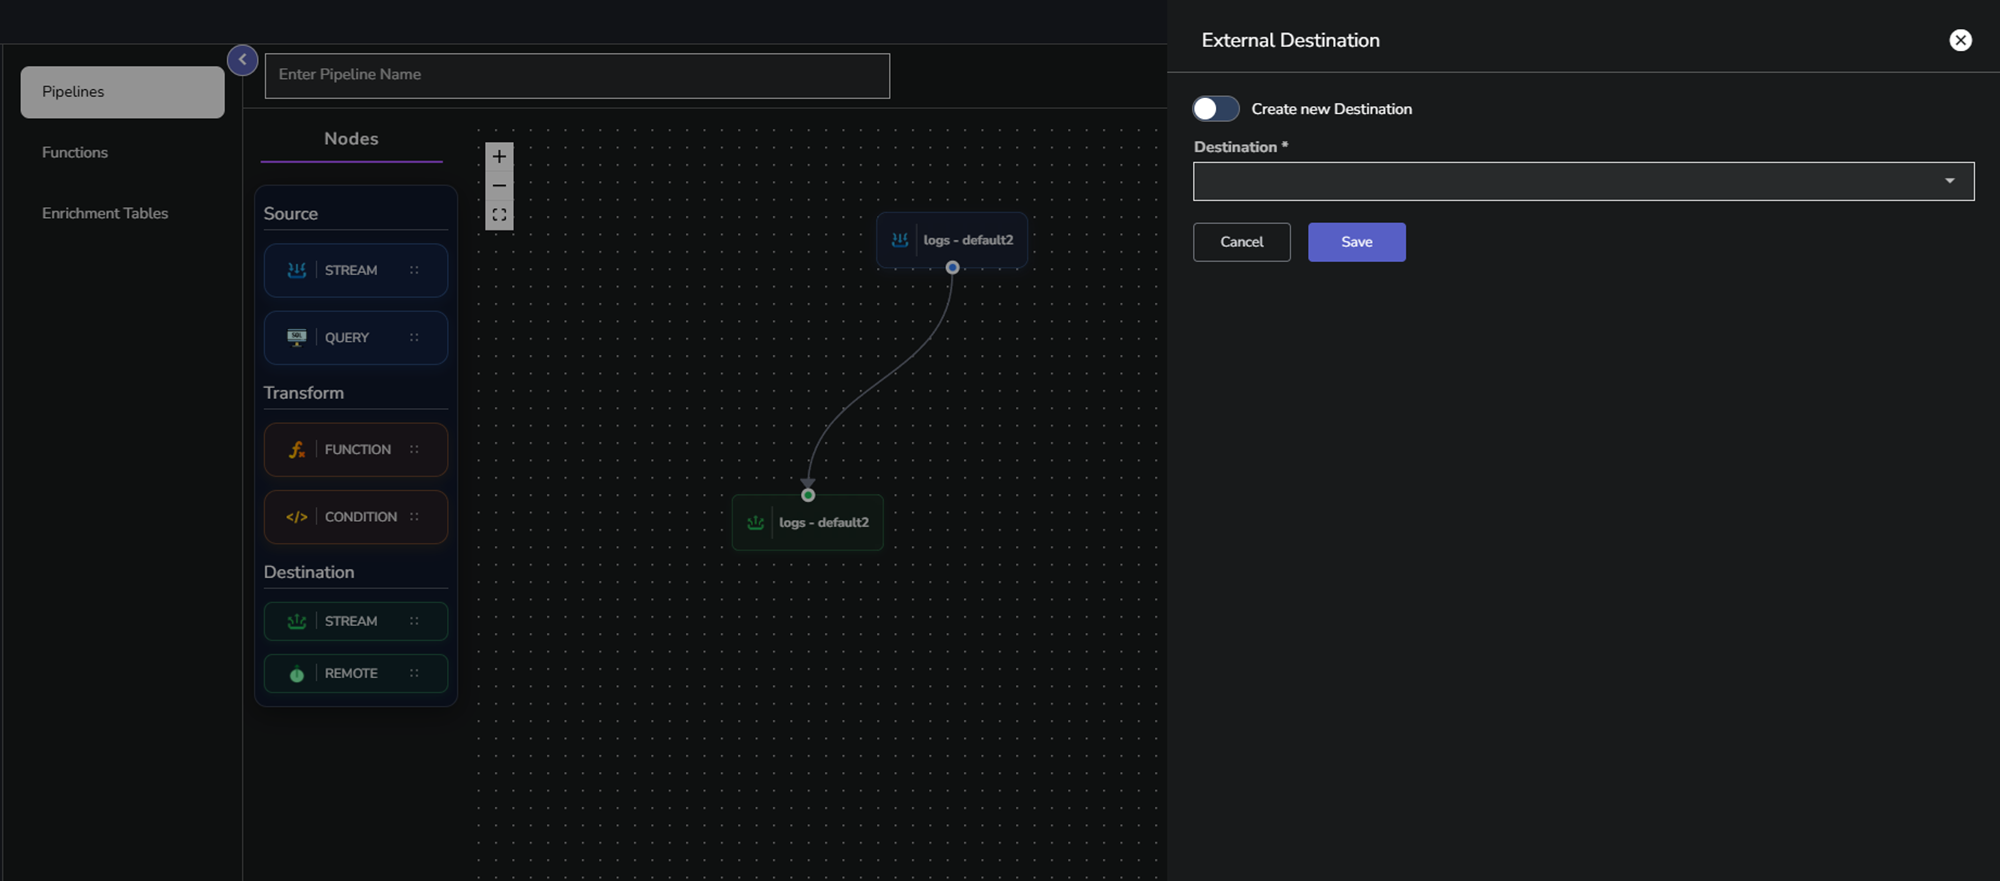 External Destination
Enter Pipeline Name
Pipelines
Functions
Enrichment Tables
Nodes
Source
STREAM
QUERY
Transform
FUNCTION
CONDITION
Destination
STREAM
REMOTE
logs - default2
logs - default2
Create new Destination
Destination *
Cancel
Save